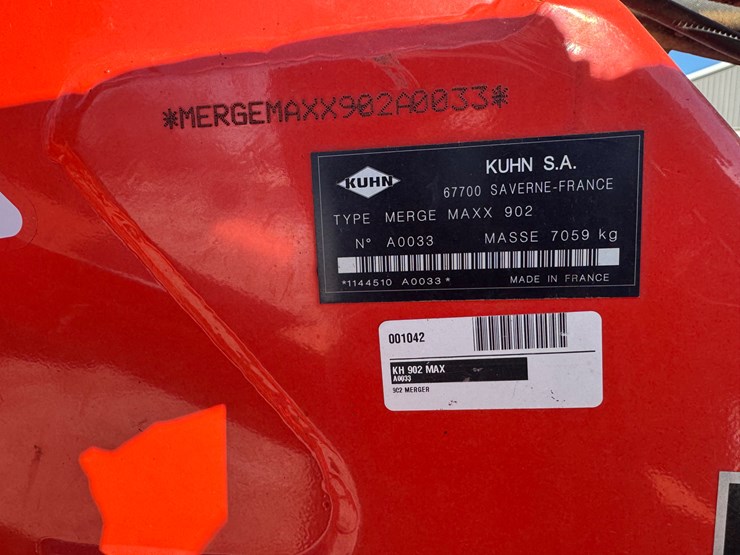 *MERGEMAXX902A0033*
KUHN
KUHN S.A.
67700 SAVERNE-FRANCE
TYPE MERGE MAXX 902
N° A0033 MASSE 7059 kg
*1144510 A0033* MADE IN FRANCE
001042
KH 902 MAX
A0033
902 MERGER